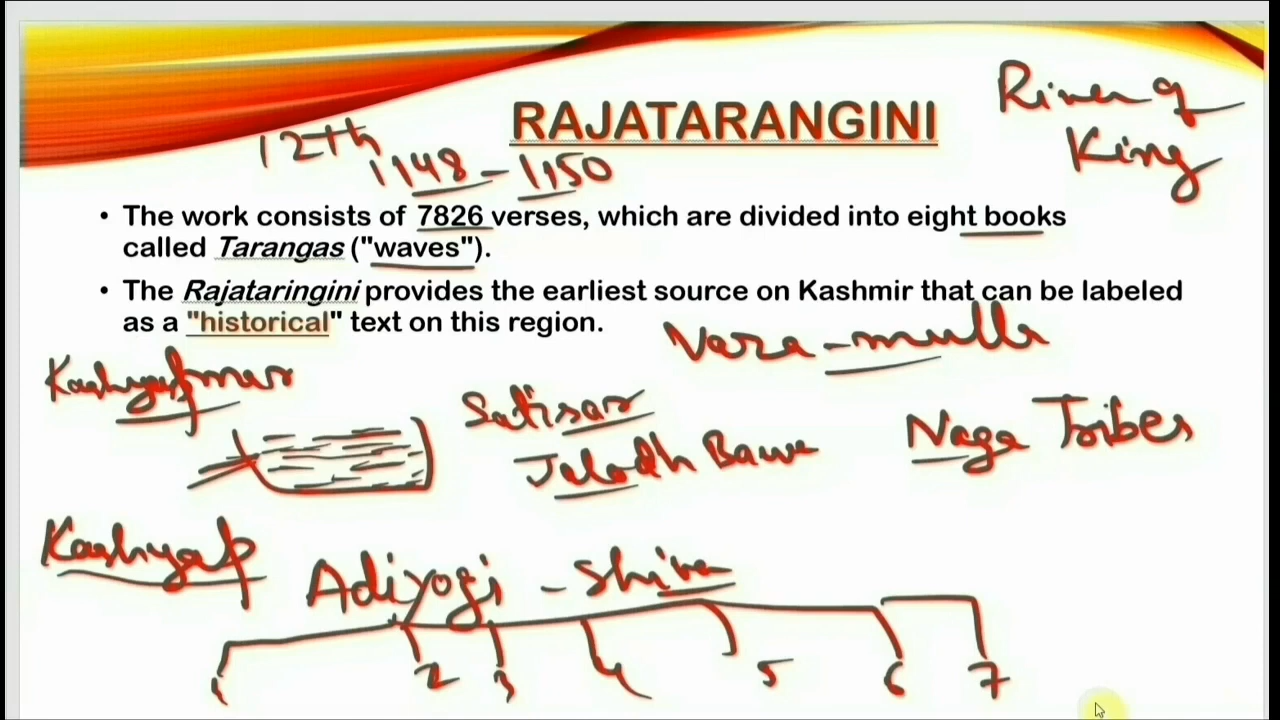 RAJATARANGINI
River of
King
12th
1148 - 1150
• The work consists of 7826 verses, which are divided into eight books
called Tarangas ("waves").
• The Rajataringini provides the earliest source on Kashmir that can be labeled
as a "historical" text on this region.
Vara-mulla
Kashyapmar
Satisar
Naga Tribes
Jalodh Bawa
Kashyap
Adiyogi - Shiva
1 2 3 4 5 6 7